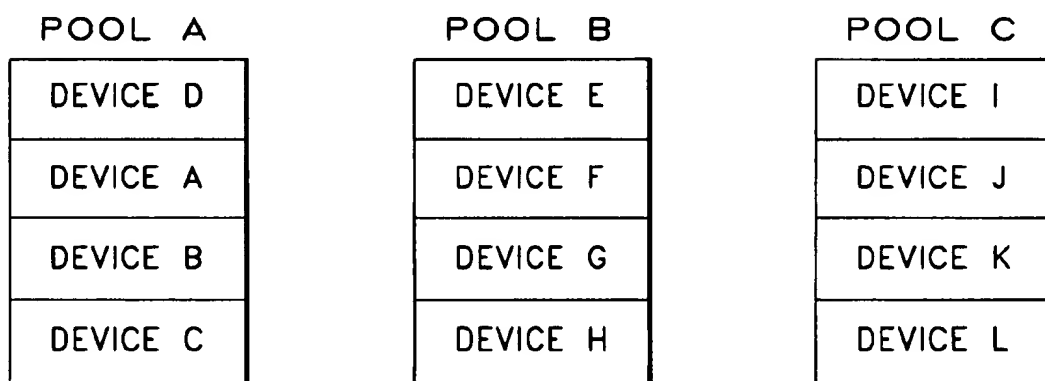 POOL A
DEVICE D
DEVICE A
DEVICE B
DEVICE C
POOL B
DEVICE E
DEVICE F
DEVICE G
DEVICE H
POOL C
DEVICE I
DEVICE J
DEVICE K
DEVICE L